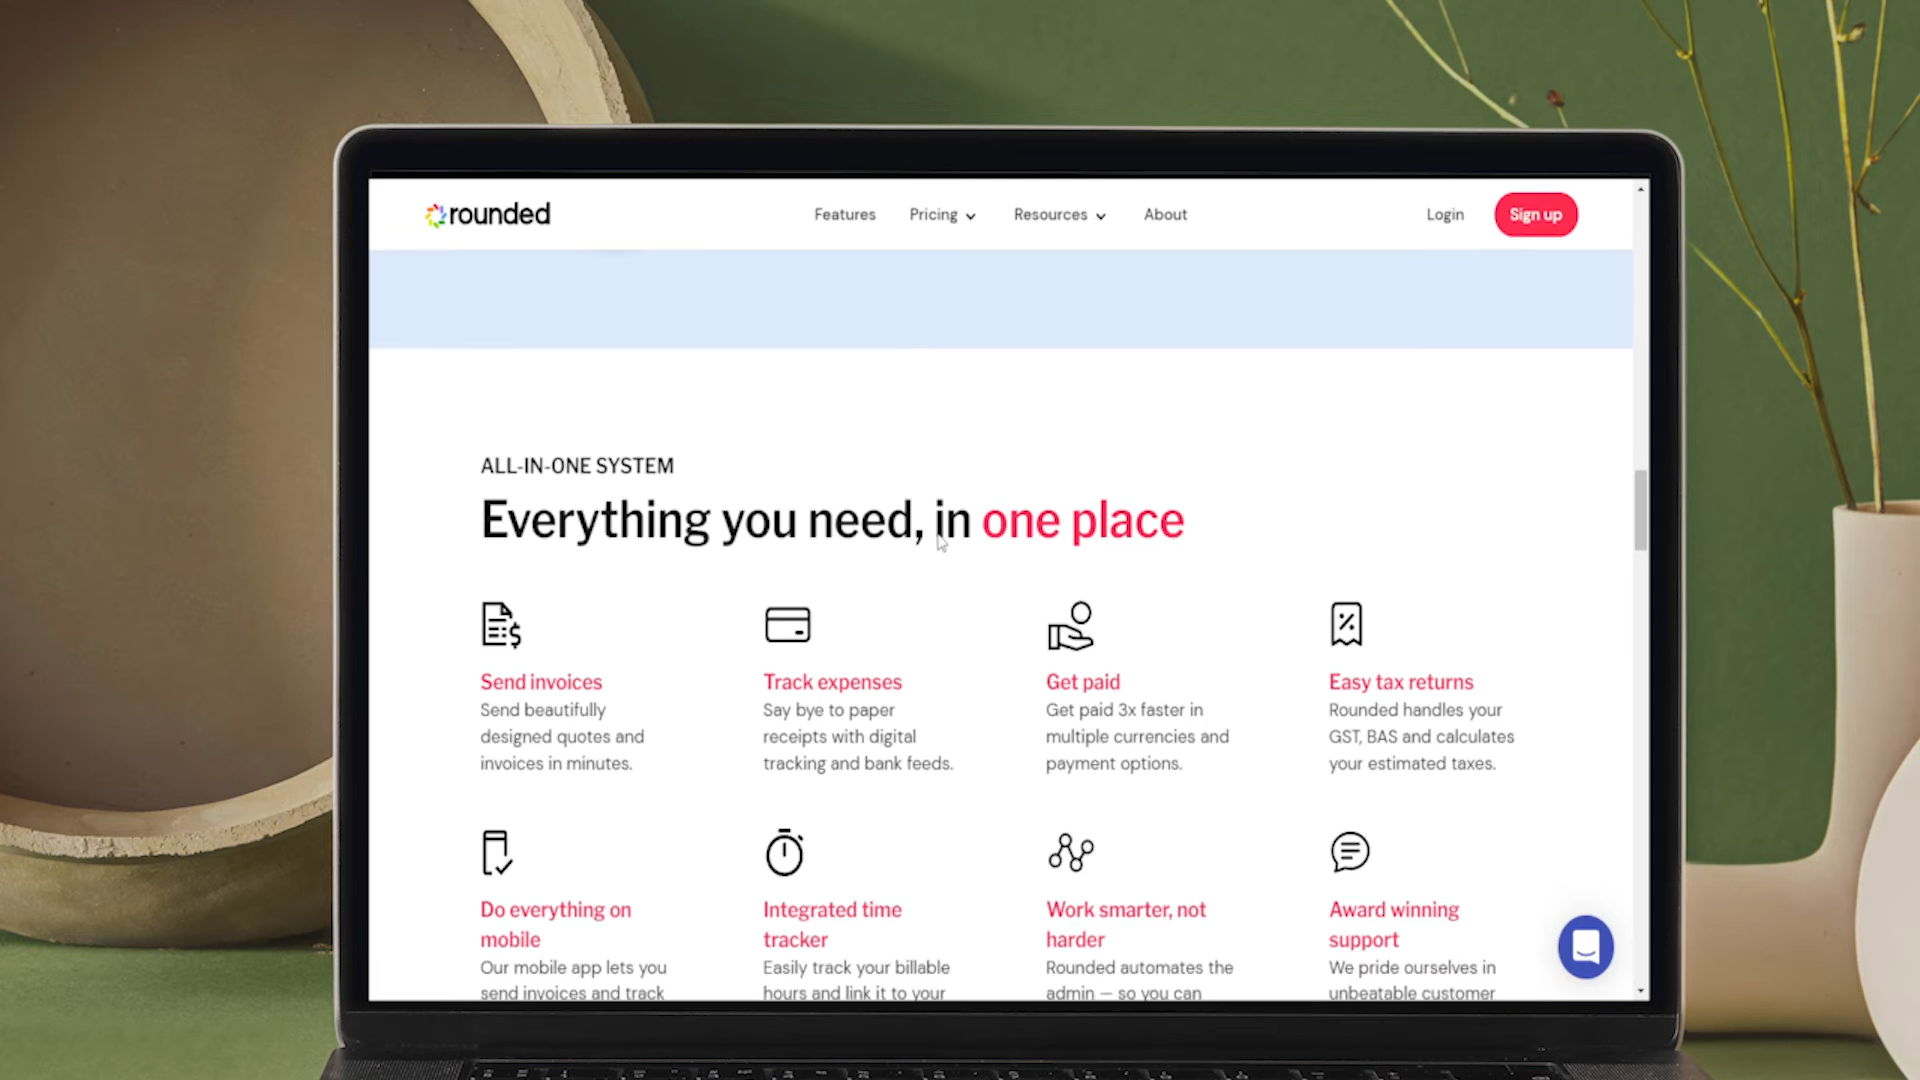 rounded
Features Pricing Resources About Login Sign up
ALL-IN-ONE SYSTEM
Everything you need, in one place
Send invoices
Send beautifully
designed quotes and
invoices in minutes.
Track expenses
Say bye to paper
receipts with digital
tracking and bank feeds.
Get paid
Get paid 3x faster in
multiple currencies and
payment options.
Easy tax returns
Rounded handles your
GST, BAS and calculates
your estimated taxes.
Do everything on
mobile
Our mobile app lets you
send invoices and track
Integrated time
tracker
Easily track your billable
hours and link it to your
Work smarter, not
harder
Rounded automates the
admin — so you can
Award winning
support
We pride ourselves in
unbeatable customer